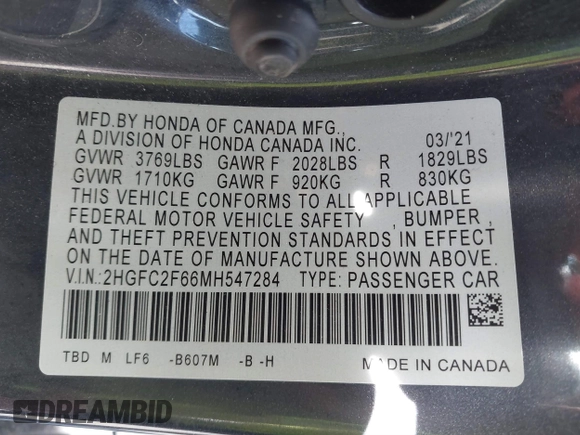 MFD.BY HONDA OF CANADA MFG.,
A DIVISION OF HONDA CANADA INC. 03/'21
GVWR 3769LBS GAWR F 2028LBS R 1829LBS
GVWR 1710KG GAWR F 920KG R 830KG
THIS VEHICLE CONFORMS TO ALL APPLICABLE
FEDERAL MOTOR VEHICLE SAFETY , BUMPER ,
AND THEFT PREVENTION STANDARDS IN EFFECT
ON THE DATE OF MANUFACTURE SHOWN ABOVE.
V.I.N.:2HGFC2F66MH547284 TYPE: PASSENGER CAR
TBD M LF6 -B607M -B -H
MADE IN CANADA
DREAMBID